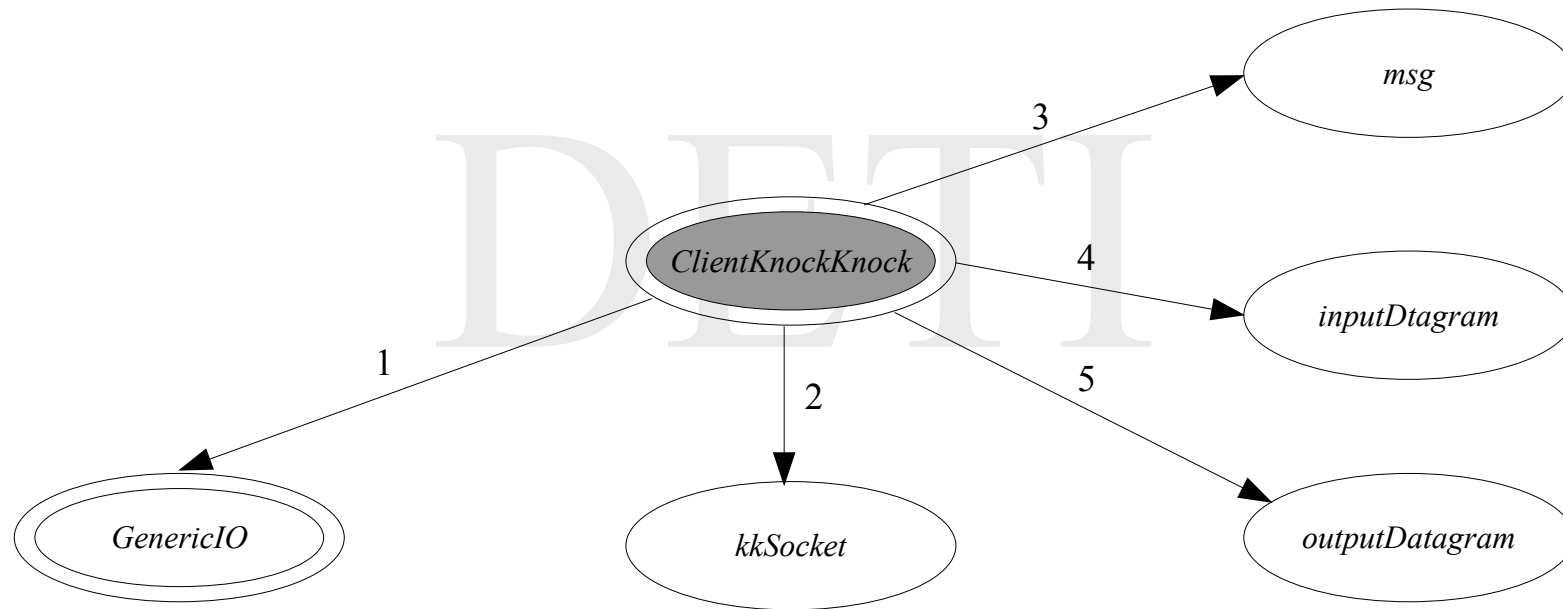 msg
3
DETI
ClientKnockKnock
4
inputDtagram
1
2
5
GenericIO
kkSocket
outputDatagram